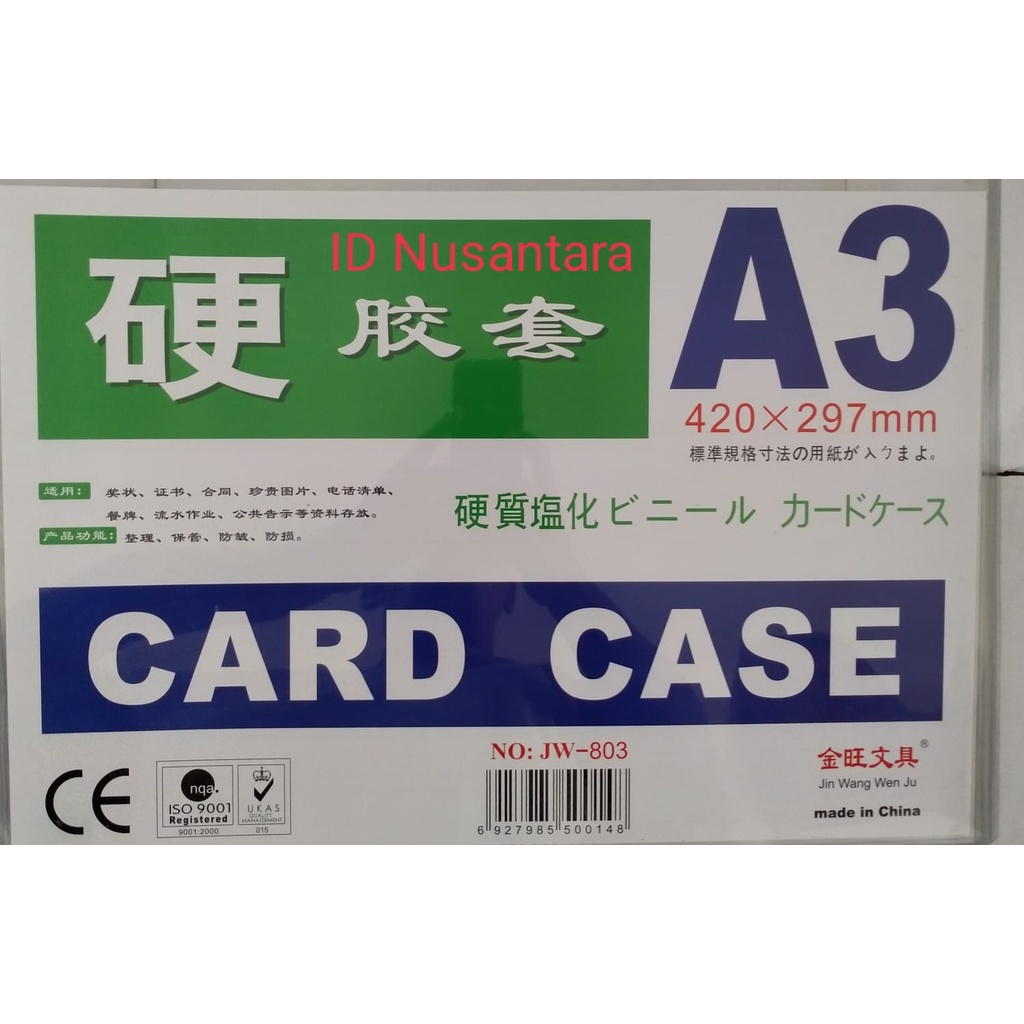 ID Nusantara
硬 胶 套
A3
420×297mm
標準規格寸法の用紙が入ㄅまよ。
适用: 奖状、证书、合同、珍贵图片、电话清单、
餐牌、流水作业、公共告示等资料存放。
产品功能: 整理、保管、防皱、防损。
硬質塩化ビニール カードケース
CARD CASE
CE
nqa.
ISO 9001
Registered
9001:2000
UKAS
QUALITY
MANAGEMENT
015
NO: JW-803
6 927985 500148
金旺文具®
Jin Wang Wen Ju
made in China